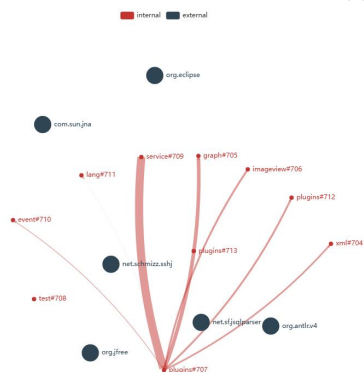 internal external
org.eclipse
com.sun.jna
service#709
graph#705
imageview#706
lang#711
plugins#712
event#710
xml#704
plugins#713
net.schmizz.sshj
test#708
net.sf.jsqlparser
org.antlr.v4
org.jfree
plugins#707